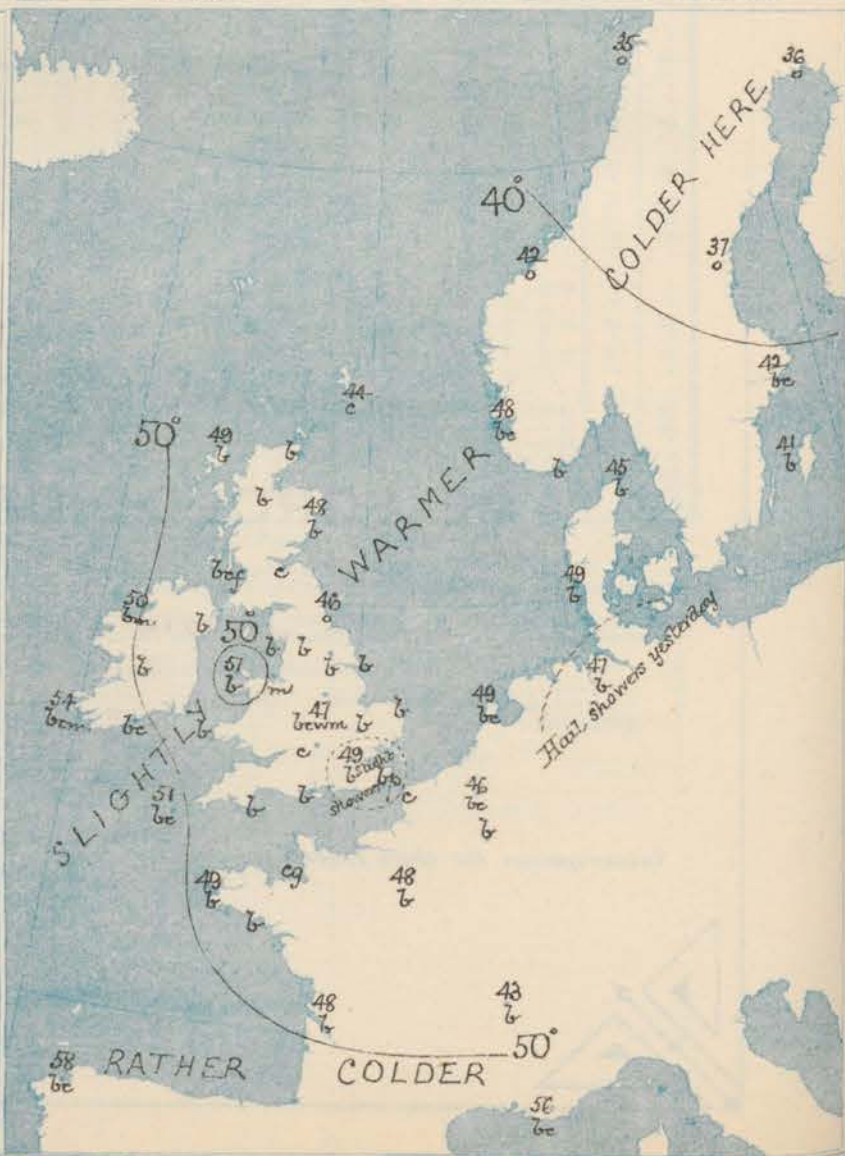 35
o
36
o
COLDER HERE
40°
42
o
37
o
42
bc
44
c
48
bc
41
b
50°
49
b
b
b
48
b
b
45
b
WARMER
bcf
c
49
b
50
bm
b
50°
46
o
b
b
b
b
b
51
b
m
47
b
Hail showers yesterday
54
bcm
bc
SLIGHTLY
b
47
bcwm
b
b
49
bc
c
49
b
b
slight
showers
c
46
bc
b
51
bc
b
b
49
b
cg
48
b
b
48
b
43
b
50°
58
bc
RATHER COLDER
56
bc